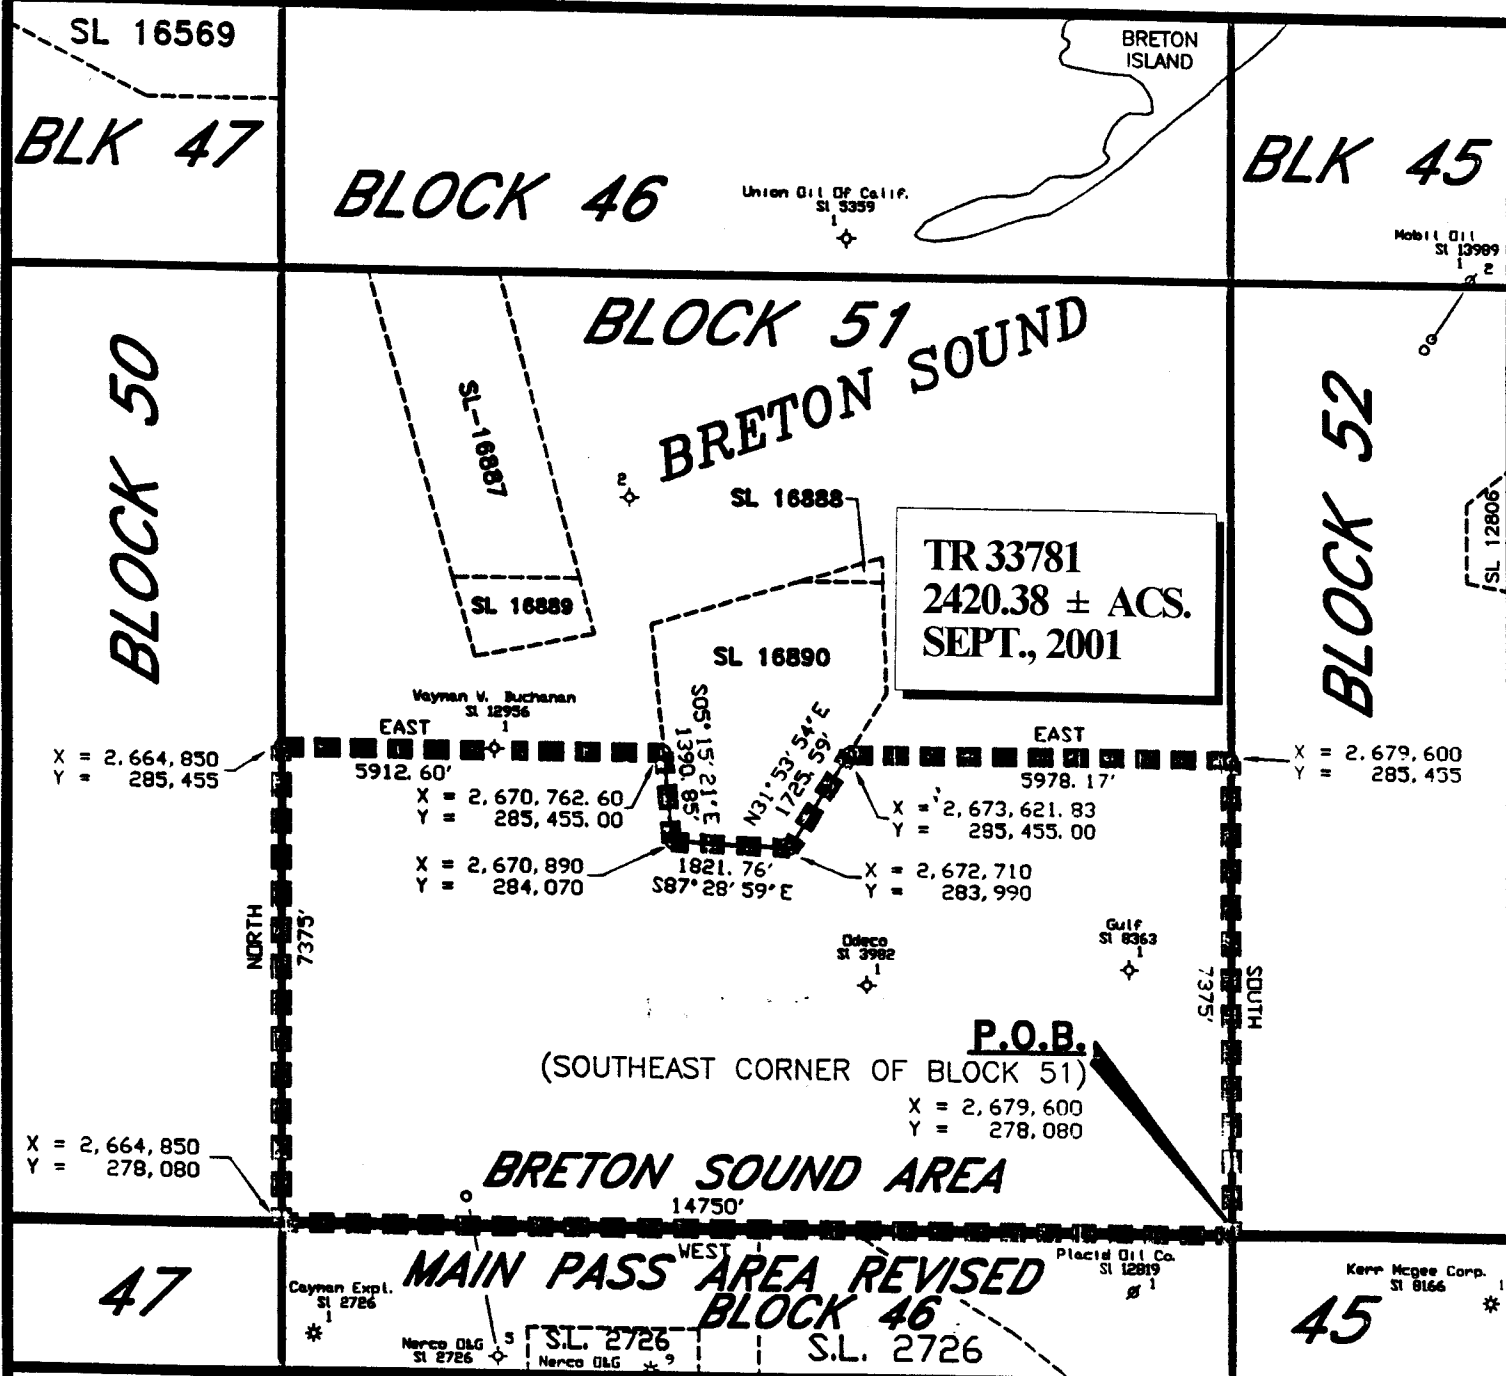 SL 16569
BRETON
ISLAND
BLK 47
BLOCK 46
BLK 45
Union Oil Of Calif.
Sl 5359
1
Mobil Oil
Sl 13989
1 2
BLOCK 51
BLOCK 50
SL-16887
BRETON SOUND
BLOCK 52
2
SL 16888
SL 12806
TR 33781
2420.38 ± ACS.
SEPT., 2001
SL 16889
SL 16890
Wayman W. Buchanan
Sl 12956
1
EAST
5912.60'
EAST
5978.17'
X = 2,664,850
Y = 285,455
X = 2,679,600
Y = 285,455
S05°15'21"E
1390.85'
N31°53'54"E
1725.59'
X = 2,670,762.60
Y = 285,455.00
X = 2,673,621.83
Y = 285,455.00
X = 2,670,890
Y = 284,070
1821.76'
S87°28'59"E
X = 2,672,710
Y = 283,990
NORTH
7375'
Odeco
Sl 3982
1
Gulf
Sl 8363
1
SOUTH
7375'
P.O.B.
(SOUTHEAST CORNER OF BLOCK 51)
X = 2,679,600
Y = 278,080
X = 2,664,850
Y = 278,080
BRETON SOUND AREA
14750'
WEST
MAIN PASS AREA REVISED
BLOCK 46
47
Cayman Expl.
Sl 2726
1
Nerco O&G
Sl 2726
5
S.L. 2726
Nerco O&G
9
S.L. 2726
Placid Oil Co.
Sl 12819
1
45
Kerr Mcgee Corp.
Sl 8166
1